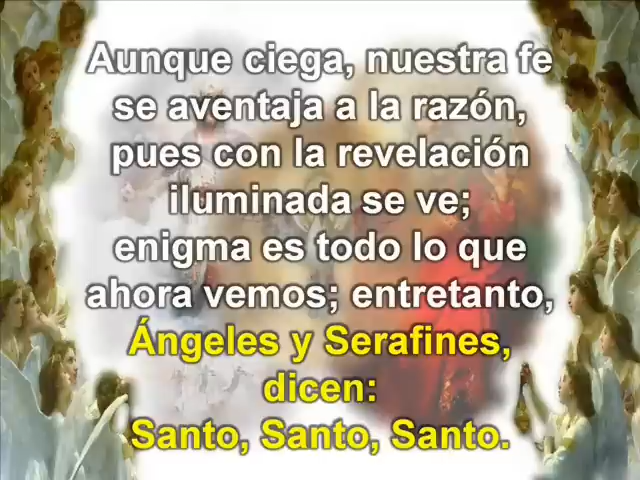 Aunque ciega, nuestra fe
se aventaja a la razón,
pues con la revelación
iluminada se ve;
enigma es todo lo que
ahora vemos; entretanto,
Ángeles y Serafines,
dicen:
Santo, Santo, Santo.